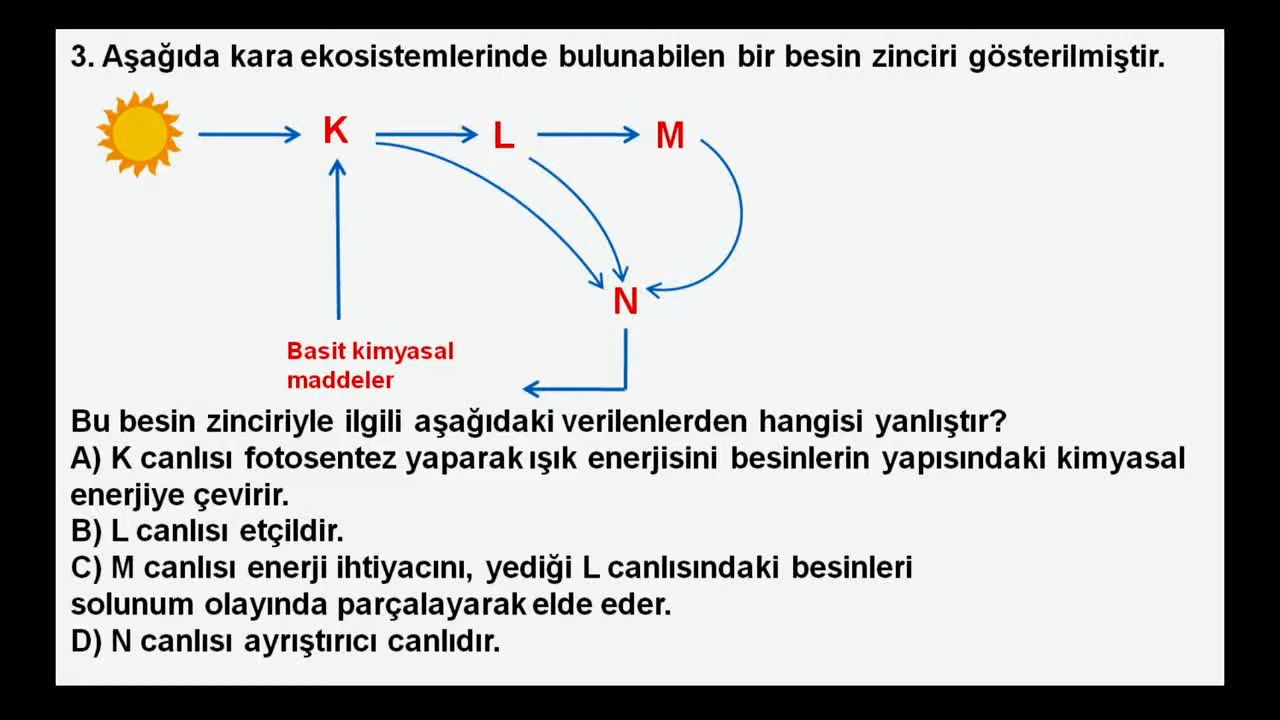 3. Aşağıda kara ekosistemlerinde bulunabilen bir besin zinciri gösterilmiştir.
K
L
M
N
Basit kimyasal
maddeler
Bu besin zinciriyle ilgili aşağıdaki verilenlerden hangisi yanlıştır?
A) K canlısı fotosentez yaparak ışık enerjisini besinlerin yapısındaki kimyasal
enerjiye çevirir.
B) L canlısı etçildir.
C) M canlısı enerji ihtiyacını, yediği L canlısındaki besinleri
solunum olayında parçalayarak elde eder.
D) N canlısı ayrıştırıcı canlıdır.